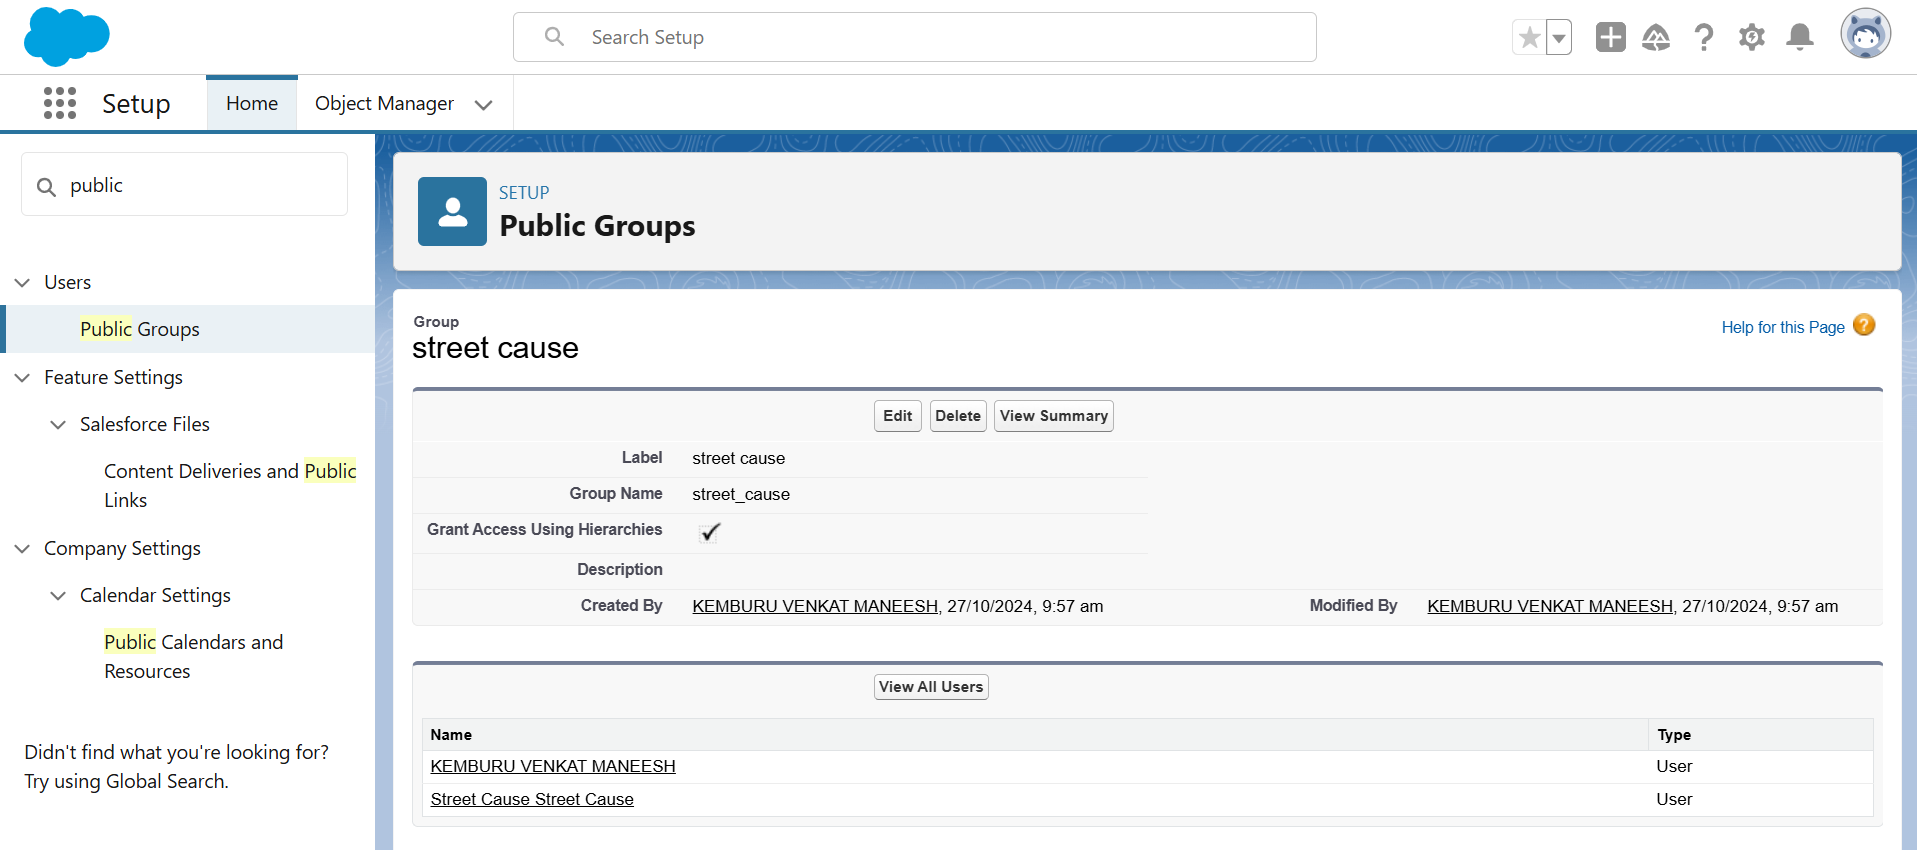 Search Setup
Setup
Home
Object Manager
public
Users
Public Groups
Feature Settings
Salesforce Files
Content Deliveries and Public
Links
Company Settings
Calendar Settings
Public Calendars and
Resources
Didn't find what you're looking for?
Try using Global Search.
SETUP
Public Groups
Group
street cause
Help for this Page ?
Edit Delete View Summary
Label street cause
Group Name street_cause
Grant Access Using Hierarchies
Description
Created By KEMBURU VENKAT MANEESH, 27/10/2024, 9:57 am Modified By KEMBURU VENKAT MANEESH, 27/10/2024, 9:57 am
View All Users
Name Type
KEMBURU VENKAT MANEESH User
Street Cause Street Cause User